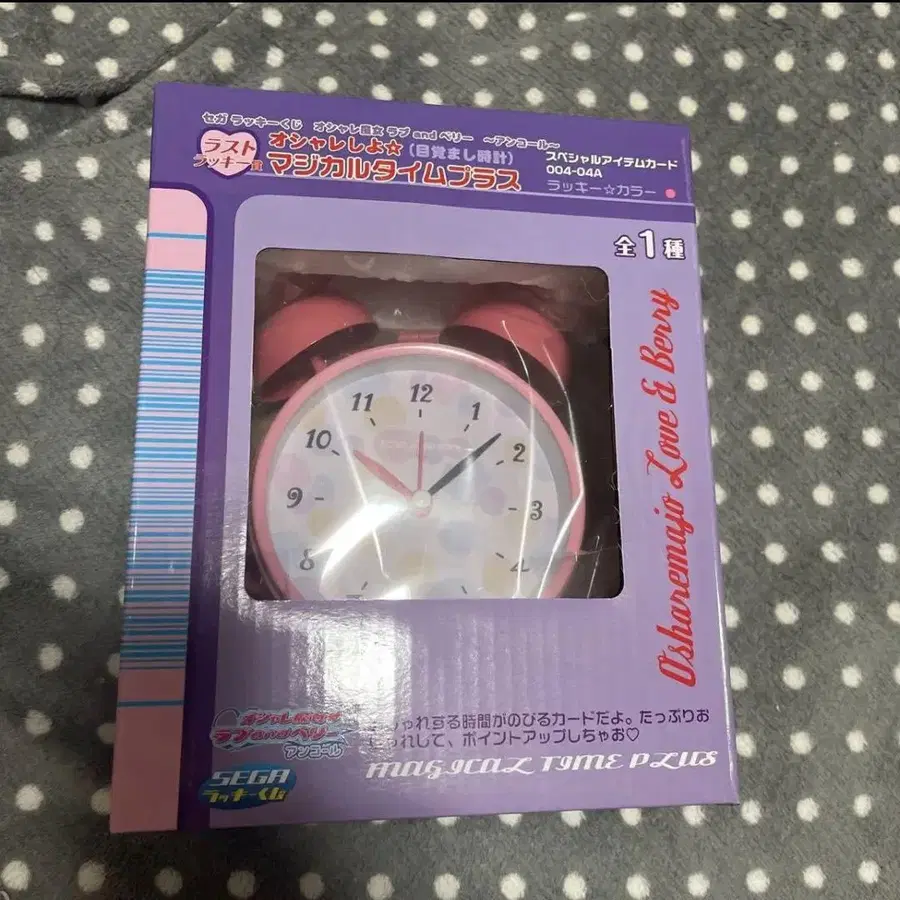 セガ ラッキーくじ オシャレ魔女 ラブ and ベリー ～アンコール～
ラスト
ラッキー賞
オシャレしよ☆(目覚まし時計)
マジカルタイムプラス
スペシャルアイテムカード
004-04A
ラッキー☆カラー
全1種
Osharemajo Love & Berry
12
11
1
10
2
9
3
8
4
オシャレ魔女
ラブ and ベリー
アンコール
ゃれする時間がのびるカードだよ。たっぷりお
ゃれして、ポイントアップしちゃお♡
MAGICAL TIME PLUS
SEGA
ラッキーくじ